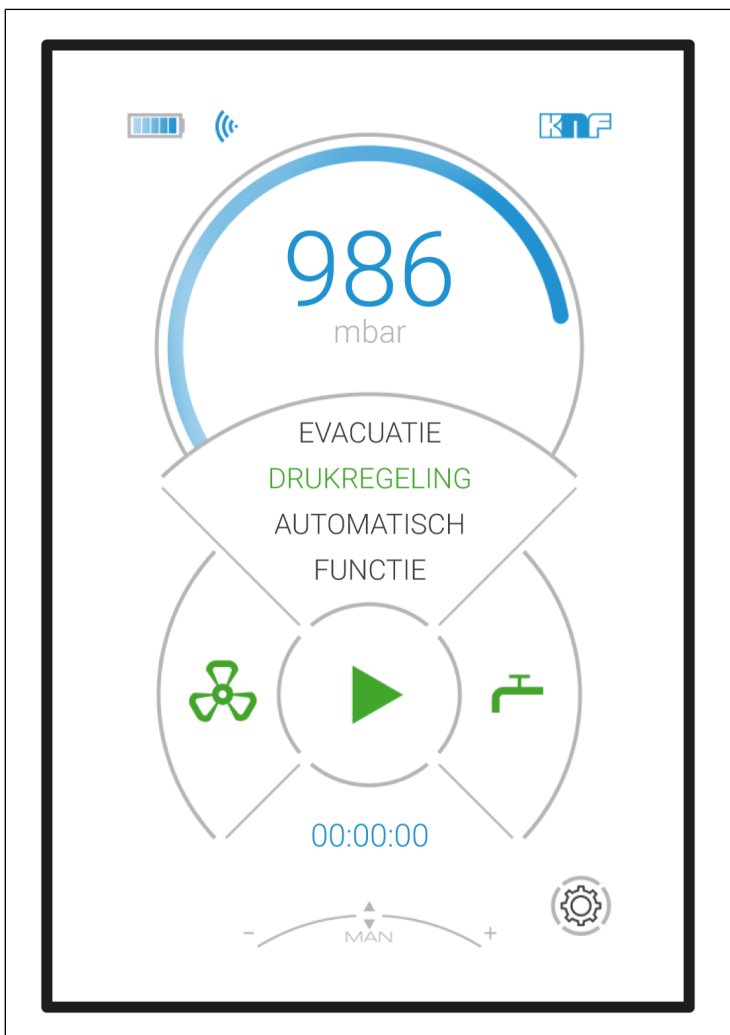 KNF
986
mbar
EVACUATIE
DRUKREGELING
AUTOMATISCH
FUNCTIE
00:00:00
- MAN +